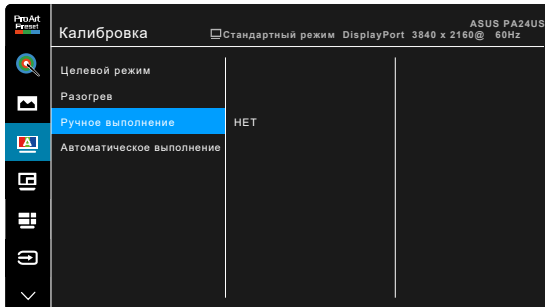 ProArt
Preset
Калибровка
ASUS PA24US
Стандартный режим DisplayPort 3840 x 2160@ 60Hz
Целевой режим
Разогрев
Ручное выполнение НЕТ
Автоматическое выполнение
A